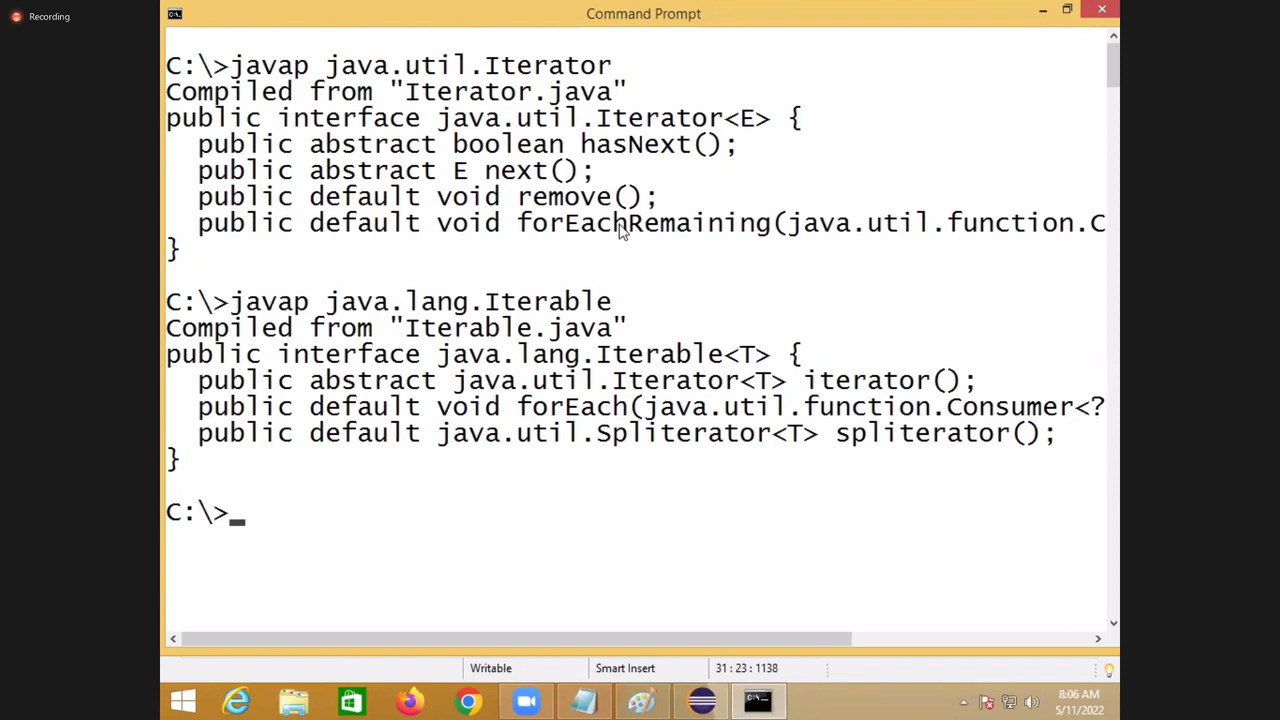 Recording
Command Prompt
C:\>javap java.util.Iterator
Compiled from "Iterator.java"
public interface java.util.Iterator<E> {
  public abstract boolean hasNext();
  public abstract E next();
  public default void remove();
  public default void forEachRemaining(java.util.function.C
}
C:\>javap java.lang.Iterable
Compiled from "Iterable.java"
public interface java.lang.Iterable<T> {
  public abstract java.util.Iterator<T> iterator();
  public default void forEach(java.util.function.Consumer<?
  public default java.util.Spliterator<T> spliterator();
}
C:\>_
Writable Smart Insert 31 : 23 : 1138
8:06 AM
5/11/2022